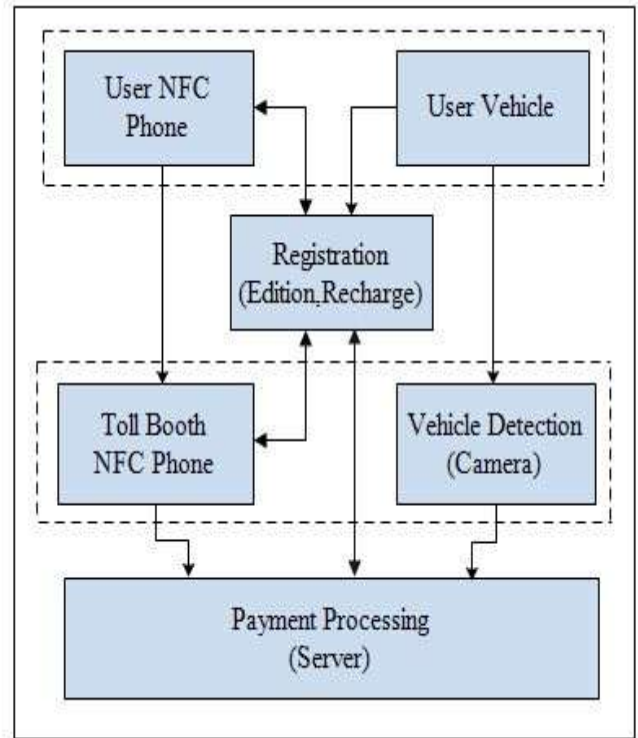 User NFC
Phone
User Vehicle
Registration
(Edition,Recharge)
Toll Booth
NFC Phone
Vehicle Detection
(Camera)
Payment Processing
(Server)